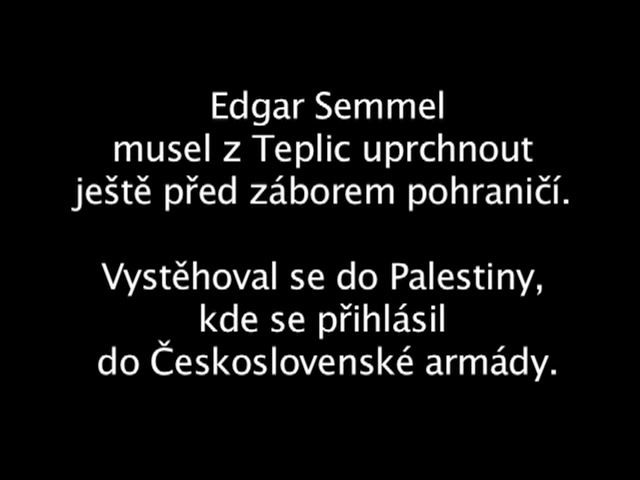 Edgar Semmel
musel z Teplic uprchnout
ještě před záborem pohraničí.
Vystěhoval se do Palestiny,
kde se přihlásil
do Československé armády.